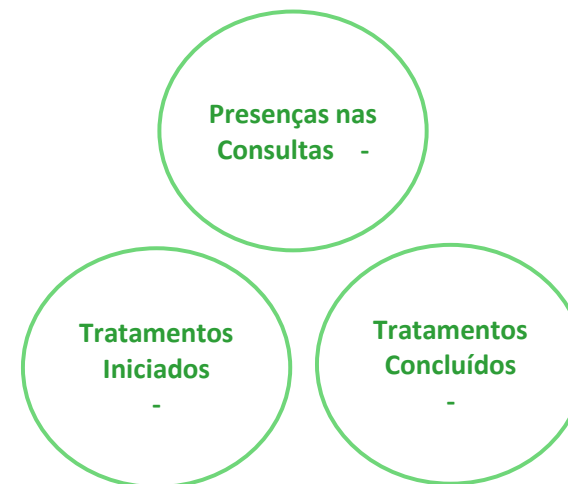 Presenças nas
Consultas -
Tratamentos
Iniciados
-
Tratamentos
Concluídos
-